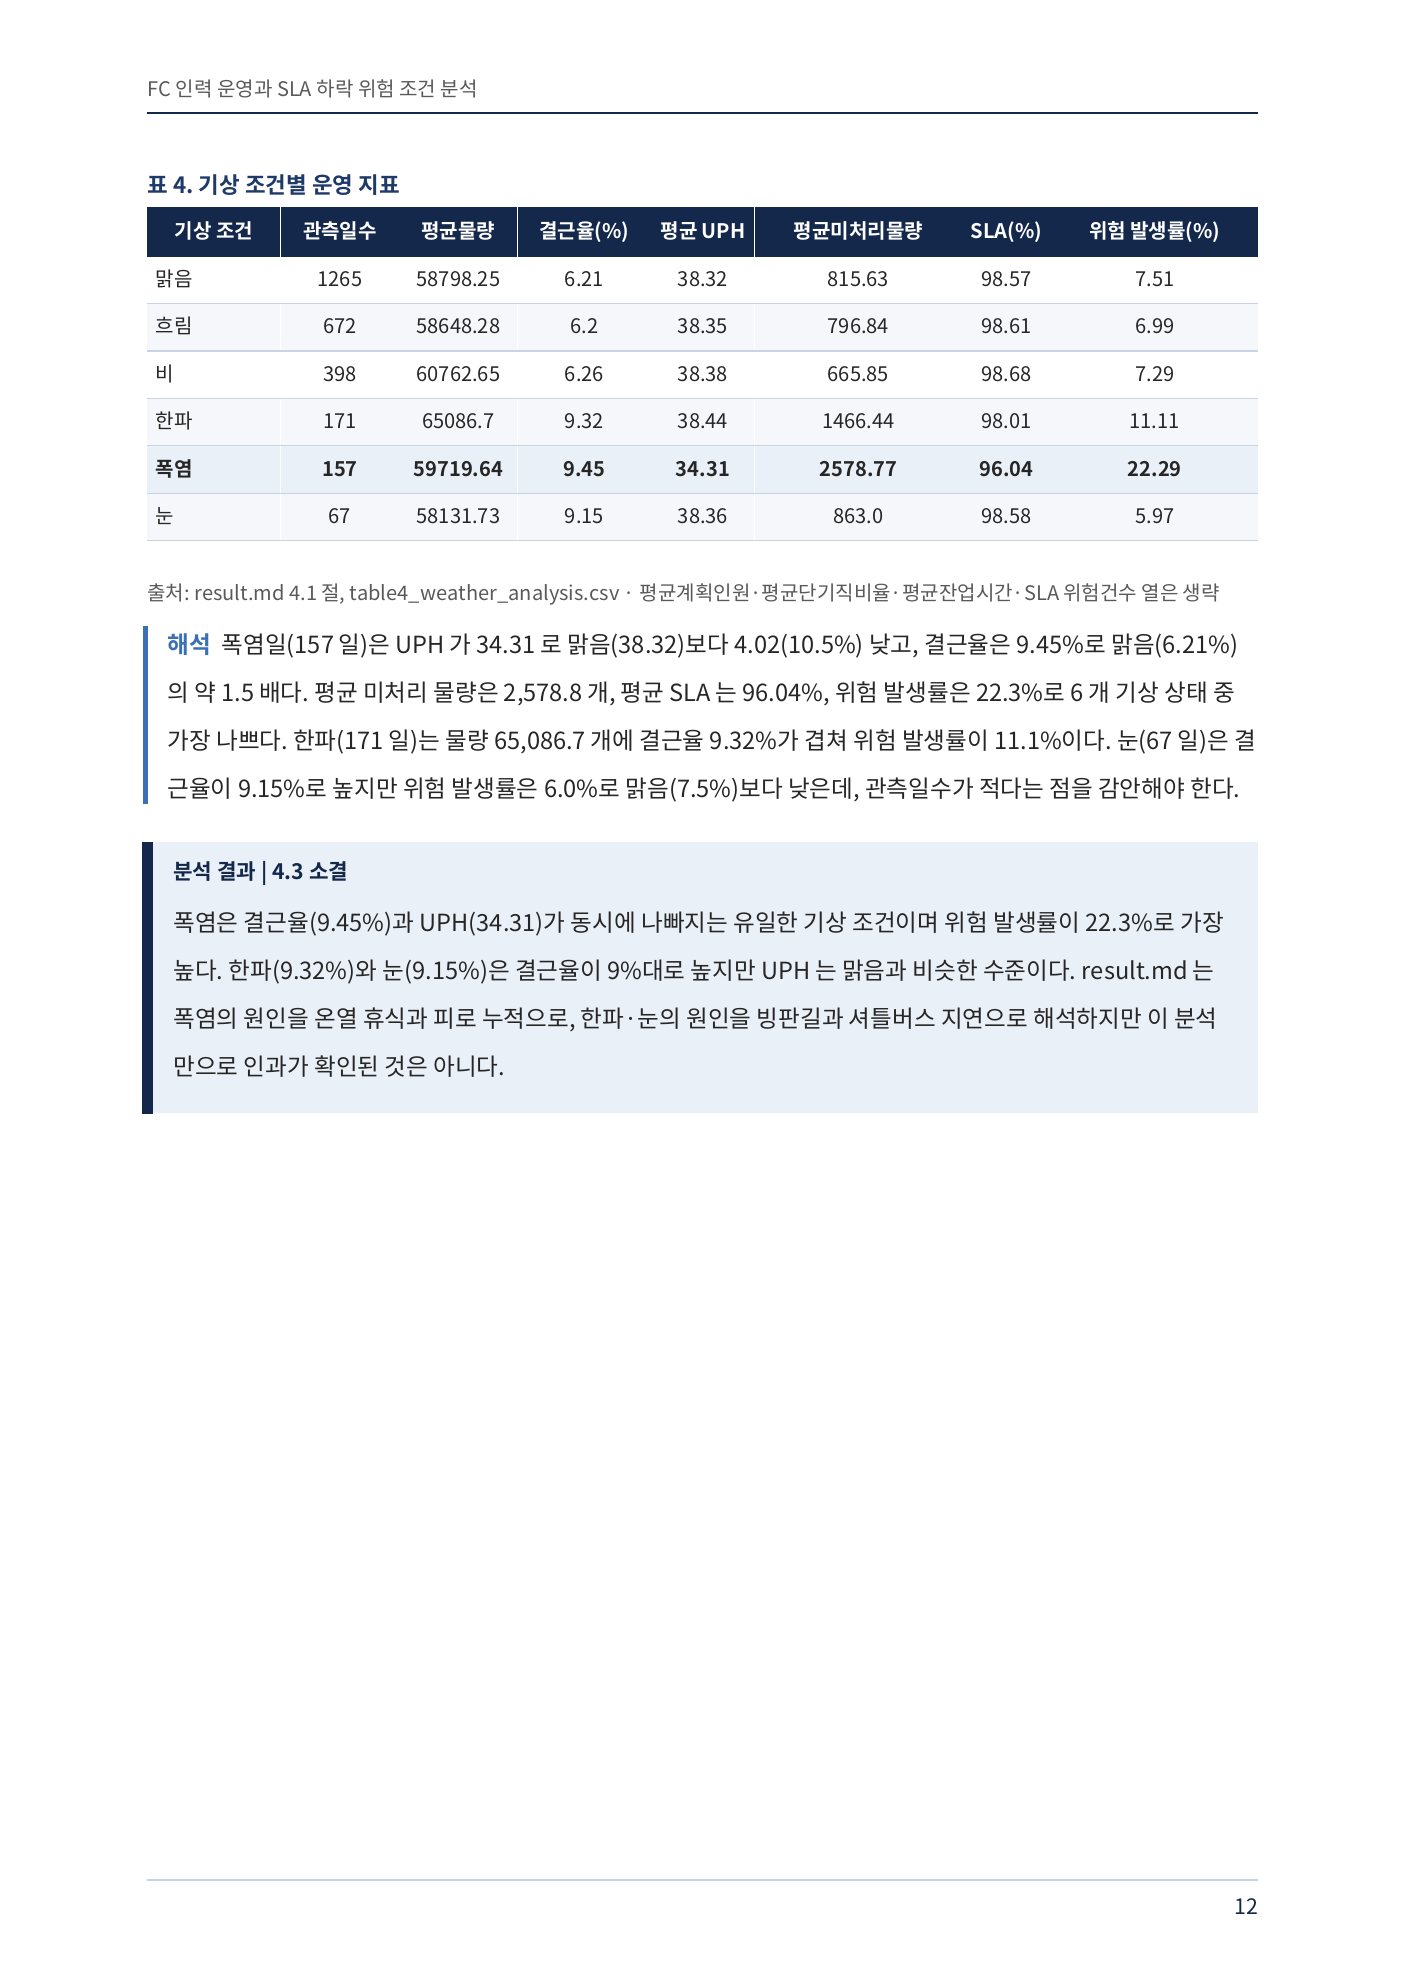 FC 인력 운영과 SLA 하락 위험 조건 분석
표 4. 기상 조건별 운영 지표
기상 조건 관측일수 평균물량 결근율(%) 평균 UPH 평균미처리물량 SLA(%) 위험 발생률(%)
맑음 1265 58798.25 6.21 38.32 815.63 98.57 7.51
흐림 672 58648.28 6.2 38.35 796.84 98.61 6.99
비 398 60762.65 6.26 38.38 665.85 98.68 7.29
한파 171 65086.7 9.32 38.44 1466.44 98.01 11.11
폭염 157 59719.64 9.45 34.31 2578.77 96.04 22.29
눈 67 58131.73 9.15 38.36 863.0 98.58 5.97
출처: result.md 4.1 절, table4_weather_analysis.csv · 평균계획인원·평균단기직비율·평균잔업시간·SLA 위험건수 열은 생략
해석 폭염일(157 일)은 UPH 가 34.31 로 맑음(38.32)보다 4.02(10.5%) 낮고, 결근율은 9.45%로 맑음(6.21%)
의 약 1.5 배다. 평균 미처리 물량은 2,578.8 개, 평균 SLA 는 96.04%, 위험 발생률은 22.3%로 6 개 기상 상태 중
가장 나쁘다. 한파(171 일)는 물량 65,086.7 개에 결근율 9.32%가 겹쳐 위험 발생률이 11.1%이다. 눈(67 일)은 결
근율이 9.15%로 높지만 위험 발생률은 6.0%로 맑음(7.5%)보다 낮은데, 관측일수가 적다는 점을 감안해야 한다.
분석 결과 | 4.3 소결
폭염은 결근율(9.45%)과 UPH(34.31)가 동시에 나빠지는 유일한 기상 조건이며 위험 발생률이 22.3%로 가장
높다. 한파(9.32%)와 눈(9.15%)은 결근율이 9%대로 높지만 UPH 는 맑음과 비슷한 수준이다. result.md 는
폭염의 원인을 온열 휴식과 피로 누적으로, 한파·눈의 원인을 빙판길과 셔틀버스 지연으로 해석하지만 이 분석
만으로 인과가 확인된 것은 아니다.
12